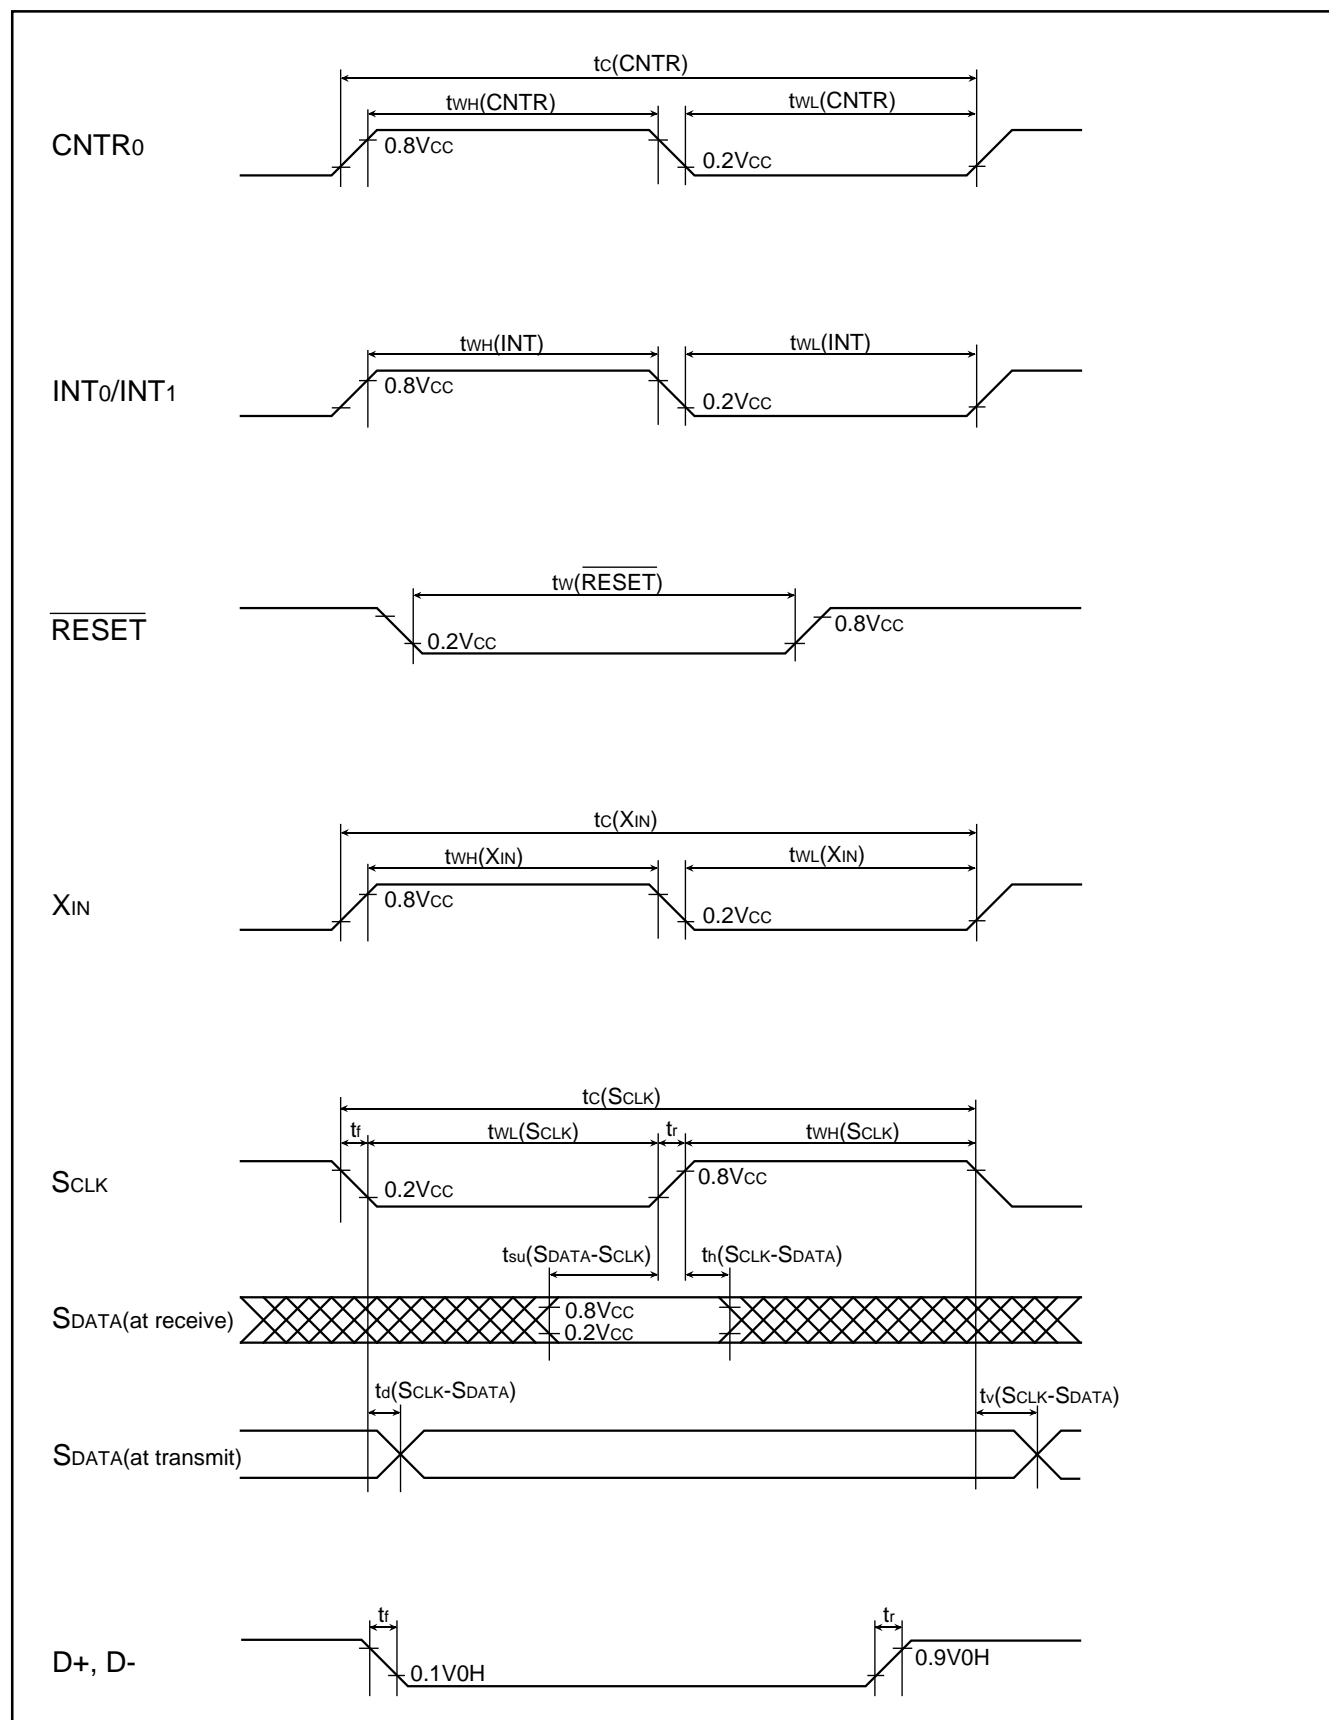 tC(CNTR)
tWH(CNTR) tWL(CNTR)
CNTR0 0.8VCC 0.2VCC
tWH(INT) tWL(INT)
INT0/INT1 0.8VCC 0.2VCC
tW(RESET)
RESET 0.2VCC 0.8VCC
tC(XIN)
tWH(XIN) tWL(XIN)
XIN 0.8VCC 0.2VCC
tC(SCLK)
tf tWL(SCLK) tr tWH(SCLK)
SCLK 0.2VCC 0.8VCC
tsu(SDATA-SCLK) th(SCLK-SDATA)
SDATA(at receive) 0.8VCC
0.2VCC
td(SCLK-SDATA) tv(SCLK-SDATA)
SDATA(at transmit)
tf tr
D+, D- 0.1V0H 0.9V0H